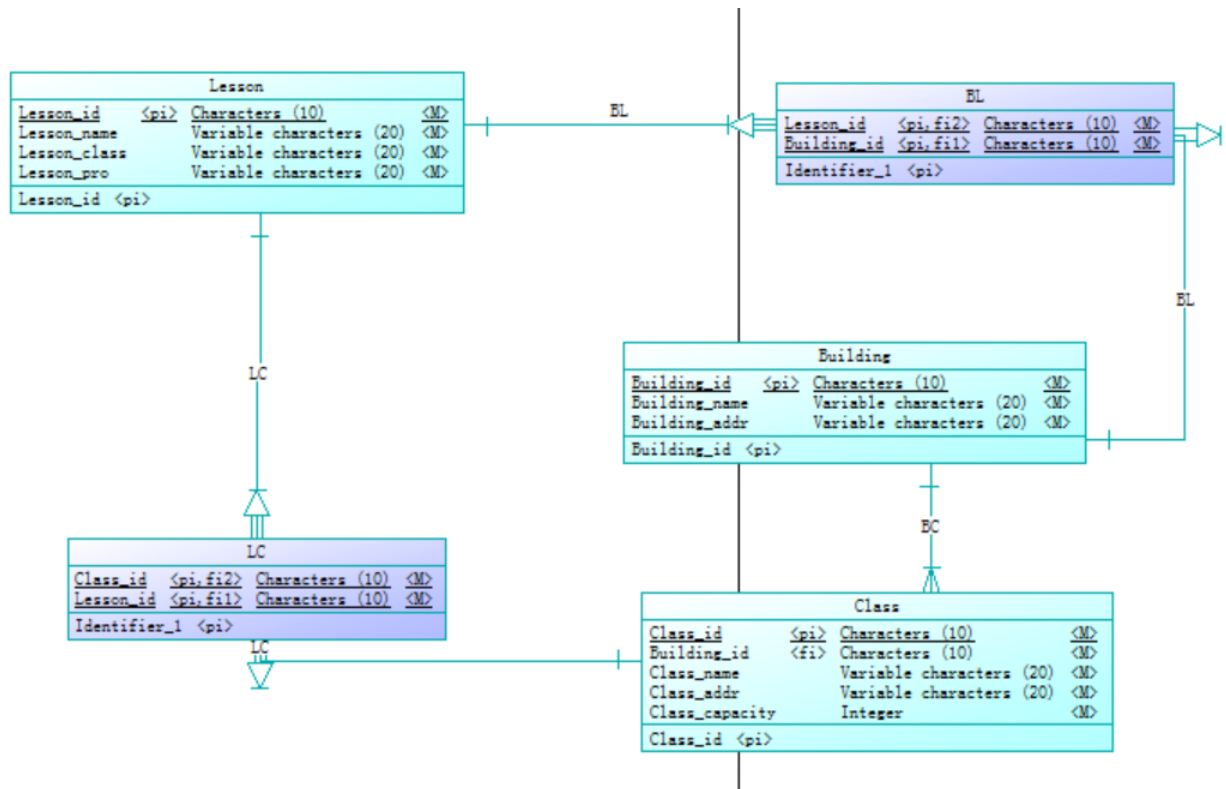 Lesson
Lesson_id <pi> Characters (10) <M>
Lesson_name Variable characters (20) <M>
Lesson_class Variable characters (20) <M>
Lesson_pro Variable characters (20) <M>
Lesson_id <pi>
BL
BL
Lesson_id <pi,fi2> Characters (10) <M>
Building_id <pi,fi1> Characters (10) <M>
Identifier_1 <pi>
BL
LC
Building
Building_id <pi> Characters (10) <M>
Building_name Variable characters (20) <M>
Building_addr Variable characters (20) <M>
Building_id <pi>
BC
LC
Class_id <pi,fi2> Characters (10) <M>
Lesson_id <pi,fi1> Characters (10) <M>
Identifier_1 <pi>
LC
Class
Class_id <pi> Characters (10) <M>
Building_id <fi> Characters (10) <M>
Class_name Variable characters (20) <M>
Class_addr Variable characters (20) <M>
Class_capacity Integer <M>
Class_id <pi>